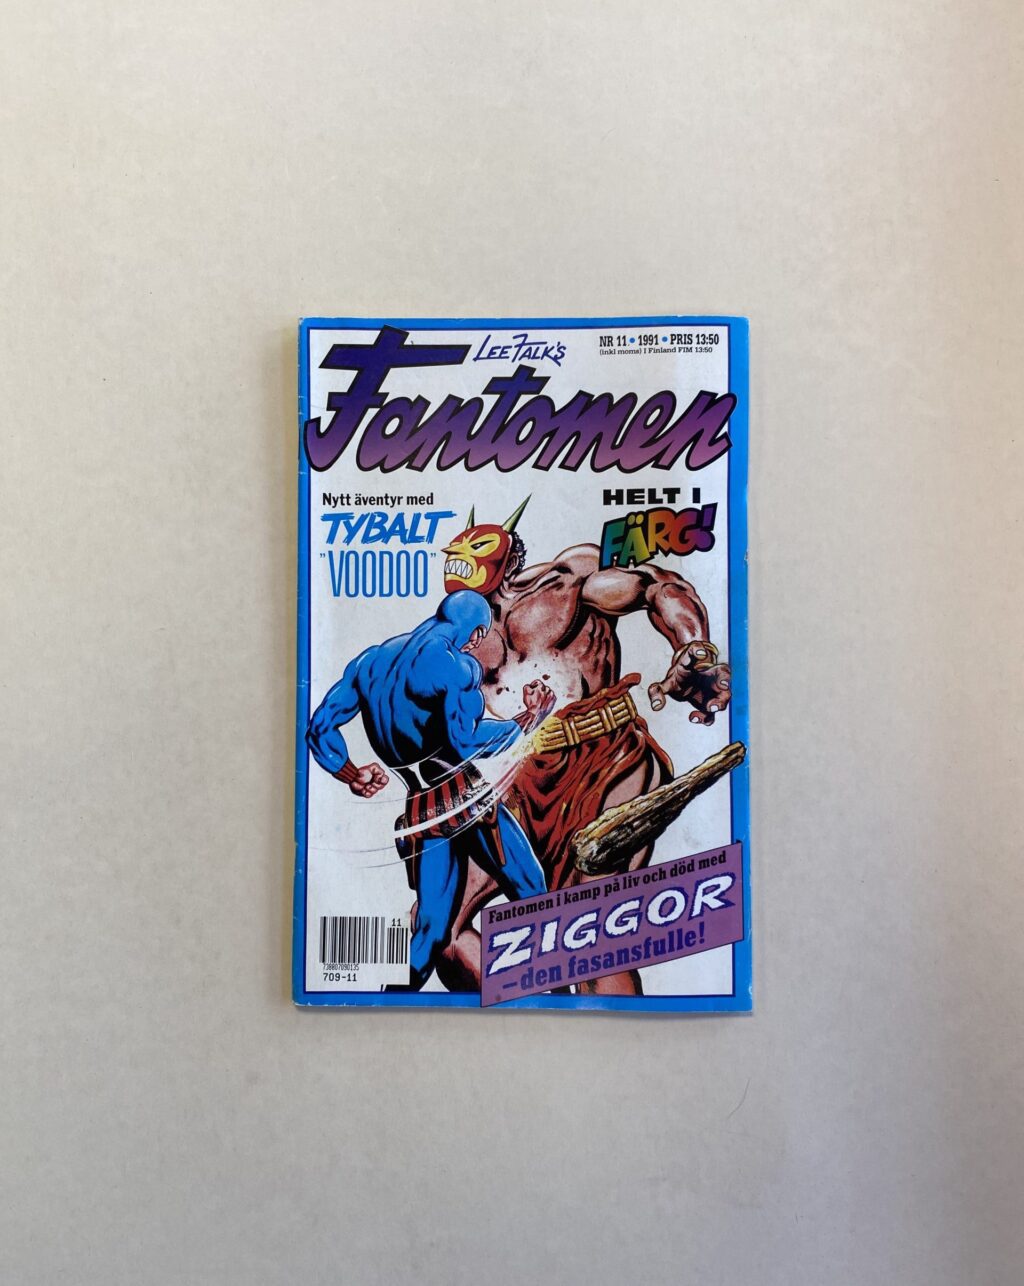 LEE FALK'S
NR 11 • 1991 • PRIS 13:50
(inkl moms) I Finland FIM 13:50
Fantomen
Nytt äventyr med
TYBALT
"VOODOO"
HELT I
FÄRG!
Fantomen i kamp på liv och död med
ZIGGOR
–den fasansfulle!
11
738807090135
709-11